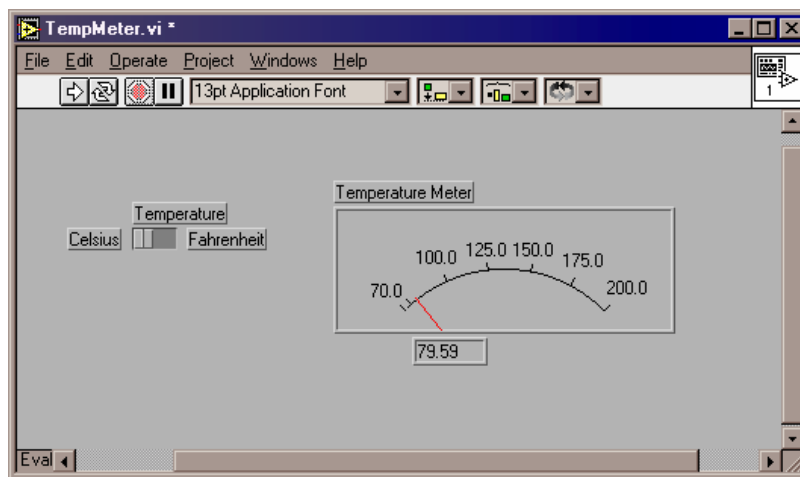 TempMeter.vi *
File Edit Operate Project Windows Help
13pt Application Font
1
Temperature
Celsius Fahrenheit
Temperature Meter
70.0 100.0 125.0 150.0 175.0 200.0
79.59
Eval